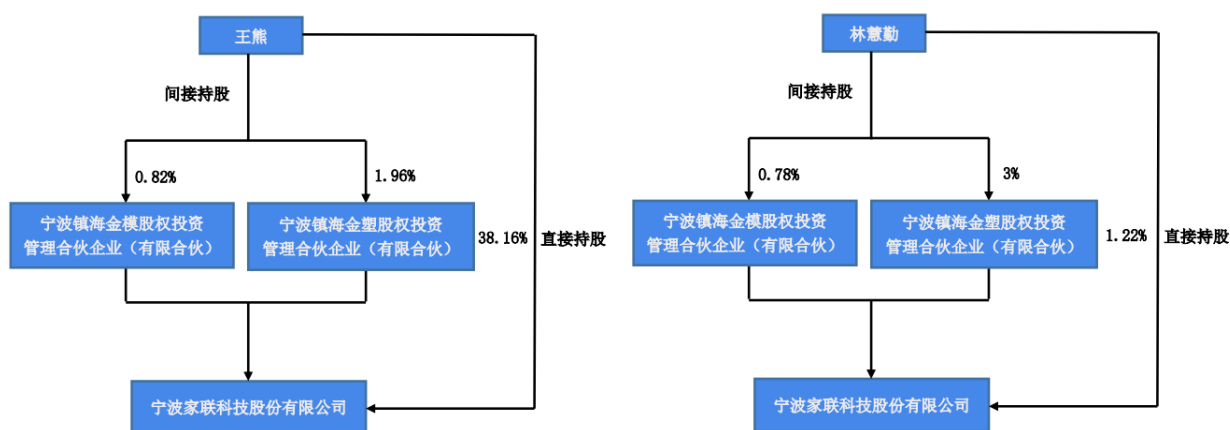 王熊
间接持股
0.82%
1.96%
宁波镇海金模股权投资
管理合伙企业（有限合伙）
宁波镇海金塑股权投资
管理合伙企业（有限合伙）
38.16%
直接持股
宁波家联科技股份有限公司
林慧勤
间接持股
0.78%
3%
宁波镇海金模股权投资
管理合伙企业（有限合伙）
宁波镇海金塑股权投资
管理合伙企业（有限合伙）
1.22%
直接持股
宁波家联科技股份有限公司